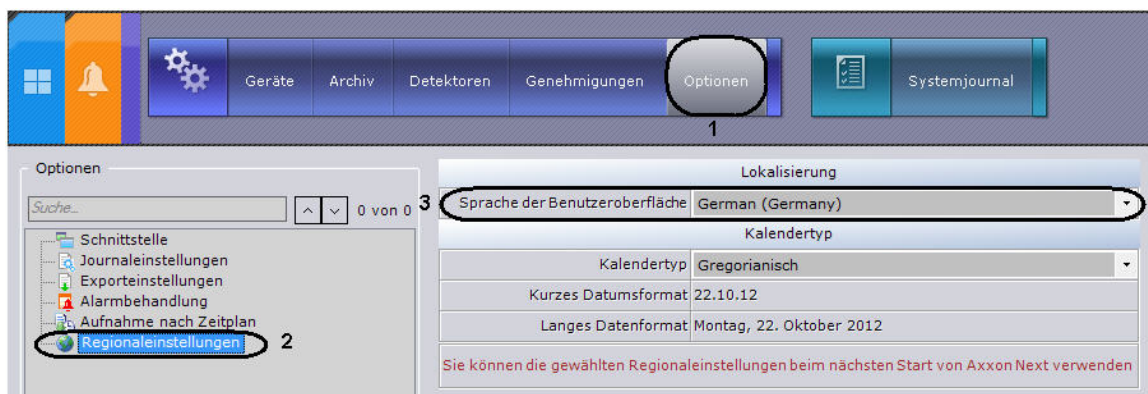 Geräte Archiv Detektoren Genehmigungen Optionen Systemjournal
1
Optionen
Suche...
0 von 0
Schnittstelle
Journaleinstellungen
Exporteinstellungen
Alarmbehandlung
Aufnahme nach Zeitplan
Regionaleinstellungen 2
Lokalisierung
3 Sprache der Benutzeroberfläche German (Germany)
Kalendertyp
Kalendertyp Gregorianisch
Kurzes Datumsformat 22.10.12
Langes Datenformat Montag, 22. Oktober 2012
Sie können die gewählten Regionaleinstellungen beim nächsten Start von Axxon Next verwenden